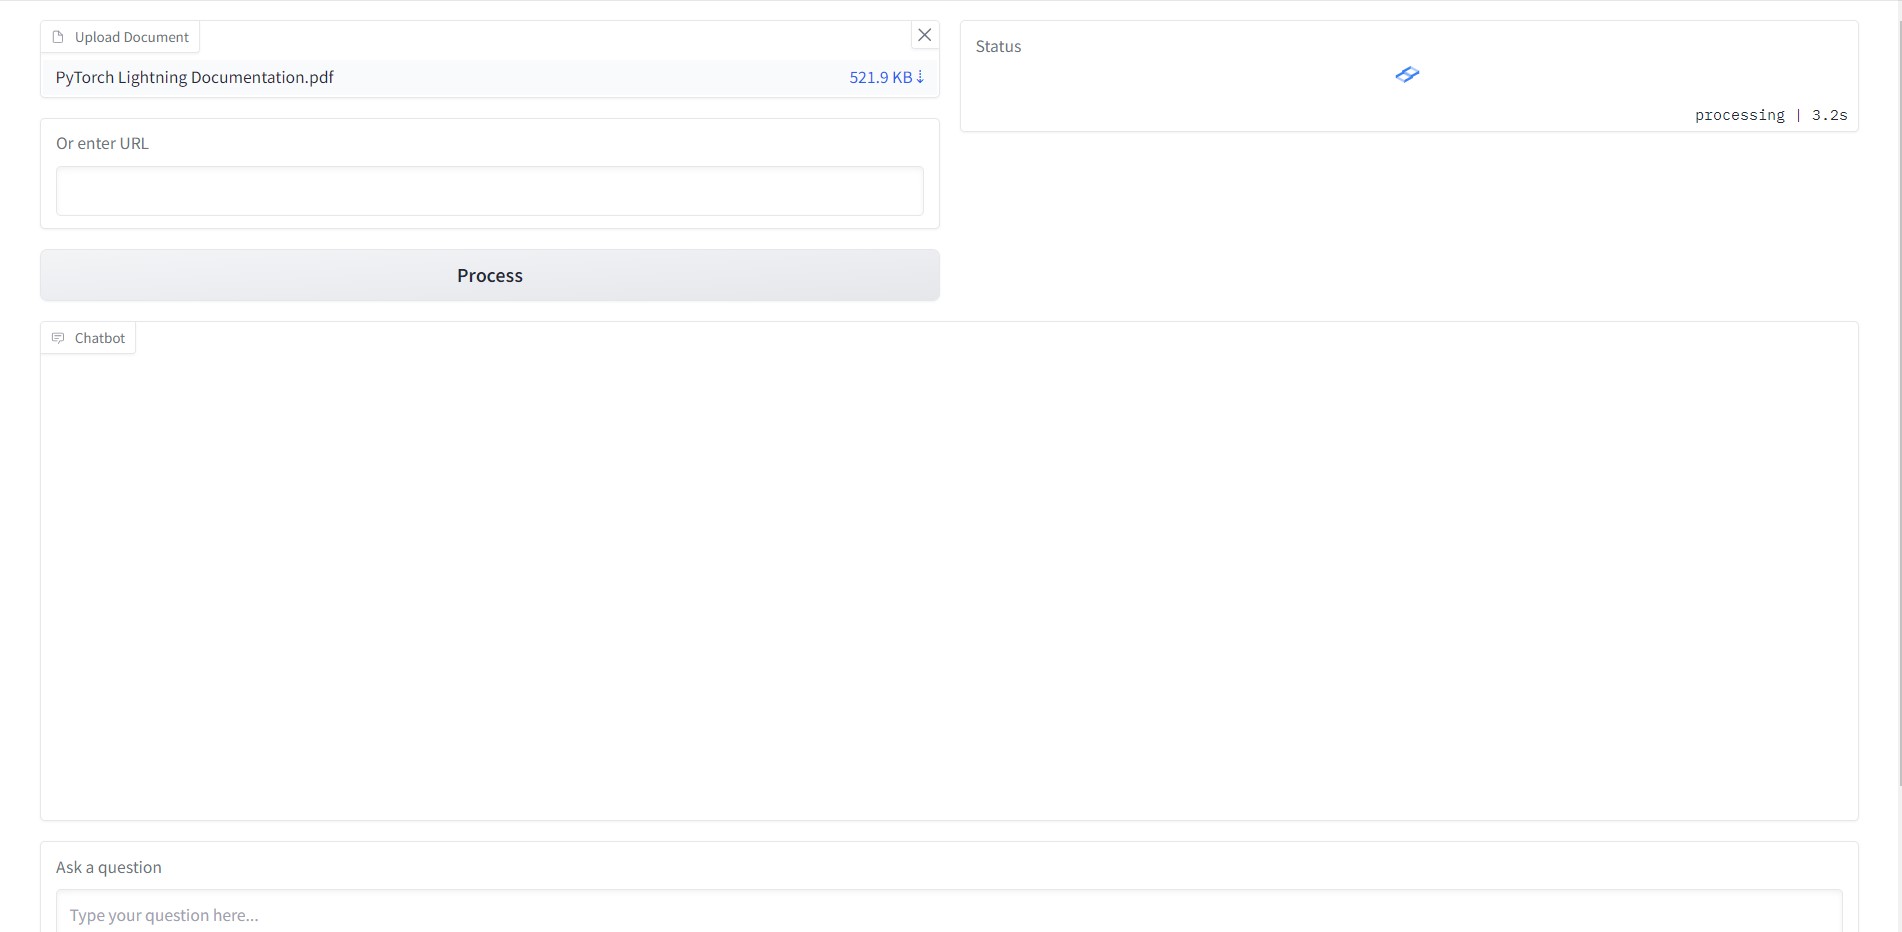 Upload Document
PyTorch Lightning Documentation.pdf 521.9 KB ⇣
Or enter URL
Process
Status
processing | 3.2s
Chatbot
Ask a question
Type your question here...